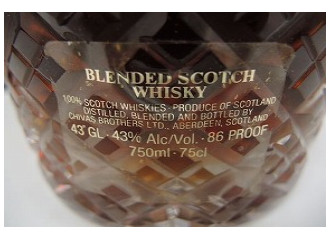 BLENDED SCOTCH
WHISKY
100% SCOTCH WHISKIES · PRODUCE OF SCOTLAND
DISTILLED, BLENDED AND BOTTLED BY
CHIVAS BROTHERS LTD., ABERDEEN, SCOTLAND
43 GL · 43% Alc/Vol. · 86 PROOF
750ml · 75cl